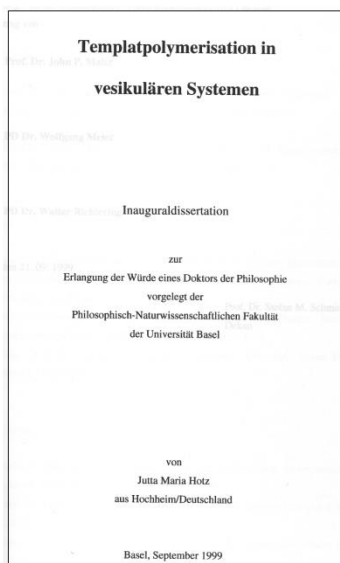 Templatpolymerisation in
vesikulären Systemen
Inauguraldissertation
zur
Erlangung der Würde eines Doktors der Philosophie
vorgelegt der
Philosophisch-Naturwissenschaftlichen Fakultät
der Universität Basel
von
Jutta Maria Hotz
aus Hochheim/Deutschland
Basel, September 1999